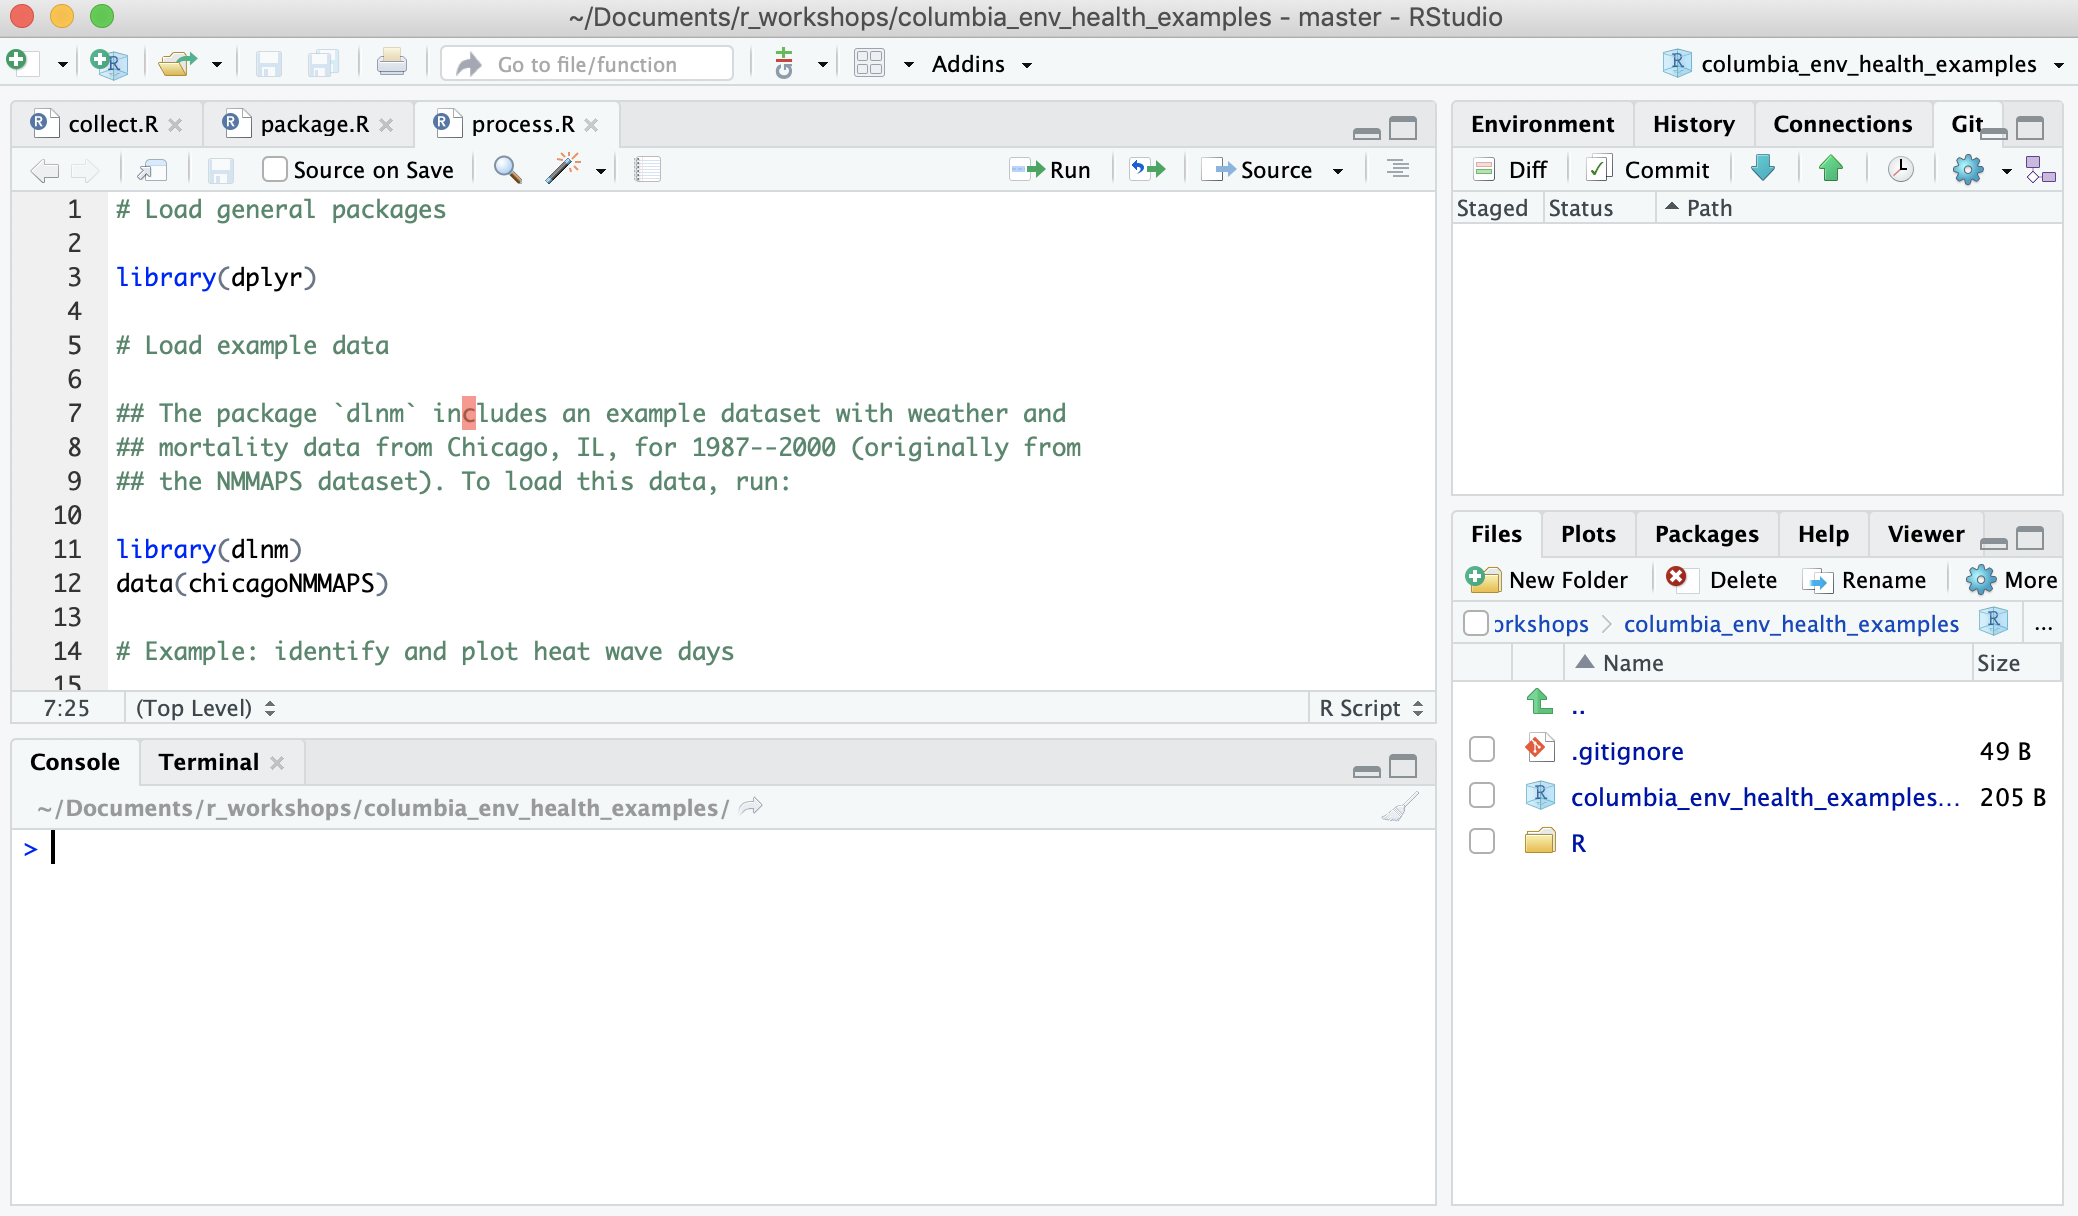 ~/Documents/r_workshops/columbia_env_health_examples - master - RStudio
Go to file/function
Addins
columbia_env_health_examples
collect.R
package.R
process.R
Source on Save
Run
Source
1 # Load general packages
2
3 library(dplyr)
4
5 # Load example data
6
7 ## The package `dlnm` includes an example dataset with weather and
8 ## mortality data from Chicago, IL, for 1987--2000 (originally from
9 ## the NMMAPS dataset). To load this data, run:
10
11 library(dlnm)
12 data(chicagoNMMAPS)
13
14 # Example: identify and plot heat wave days
15
7:25 (Top Level) R Script
Console Terminal
~/Documents/r_workshops/columbia_env_health_examples/
>
Environment History Connections Git
Diff Commit
Staged Status Path
Files Plots Packages Help Viewer
New Folder Delete Rename More
orkshops columbia_env_health_examples ...
Name Size
..
.gitignore 49 B
columbia_env_health_examples... 205 B
R